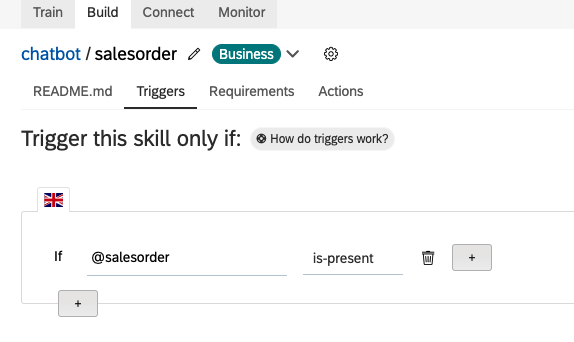 Train Build Connect Monitor
chatbot / salesorder Business
README.md Triggers Requirements Actions
Trigger this skill only if: How do triggers work?
If @salesorder is-present +
+